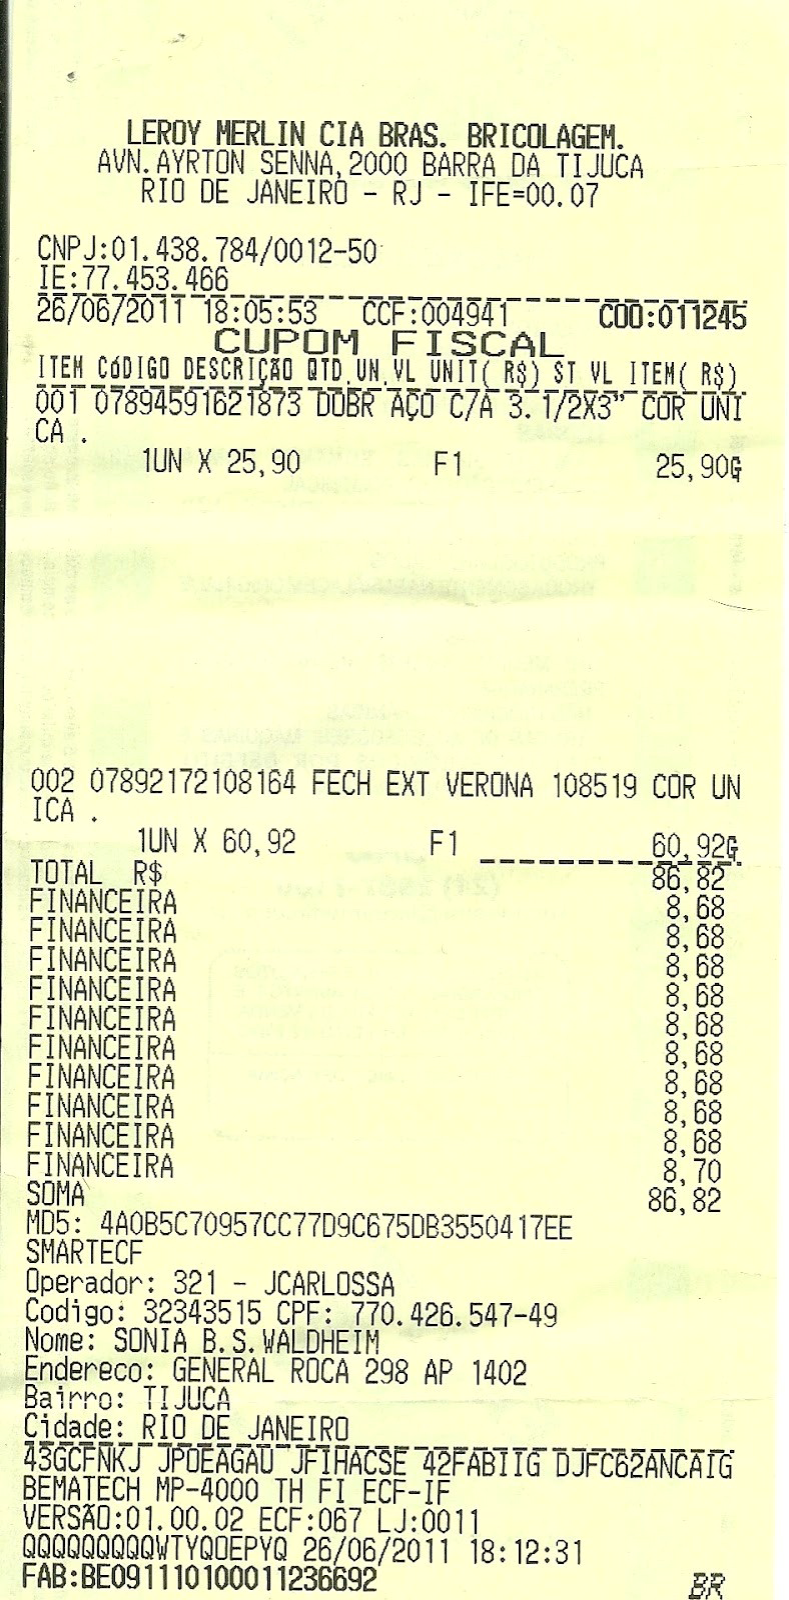 LEROY MERLIN CIA BRAS. BRICOLAGEM.
AVN.AYRTON SENNA,2000 BARRA DA TIJUCA
RIO DE JANEIRO - RJ - IFE=00.07
CNPJ:01.438.784/0012-50
IE:77.453.466
26/06/2011 18:05:53 CCF:004941 COO:011245
CUPOM FISCAL
ITEM CóDIGO DESCRIÇÃO QTD.UN.VL UNIT( R$) ST VL ITEM( R$)
001 07894591621873 DOBR AÇO C/A 3.1/2X3" COR UNI
CA .
1UN X 25,90 F1 25,90G
002 07892172108164 FECH EXT VERONA 108519 COR UN
ICA .
1UN X 60,92 F1 60,92G
TOTAL R$ 86,82
FINANCEIRA 8,68
FINANCEIRA 8,68
FINANCEIRA 8,68
FINANCEIRA 8,68
FINANCEIRA 8,68
FINANCEIRA 8,68
FINANCEIRA 8,68
FINANCEIRA 8,68
FINANCEIRA 8,68
FINANCEIRA 8,70
SOMA 86,82
MD5: 4A0B5C70957CC77D9C675DB3550417EE
SMARTECF
Operador: 321 - JCARLOSSA
Codigo: 32343515 CPF: 770.426.547-49
Nome: SONIA B.S.WALDHEIM
Endereco: GENERAL ROCA 298 AP 1402
Bairro: TIJUCA
Cidade: RIO DE JANEIRO
43GCFNKJ JPOEAGAU JFIHACSE 42FABIIG DJFC62ANCAIG
BEMATECH MP-4000 TH FI ECF-IF
VERSÃO:01.00.02 ECF:067 LJ:0011
QQQQQQQQQWTYQOEPYQ 26/06/2011 18:12:31
FAB:BE091110100011236692 BR